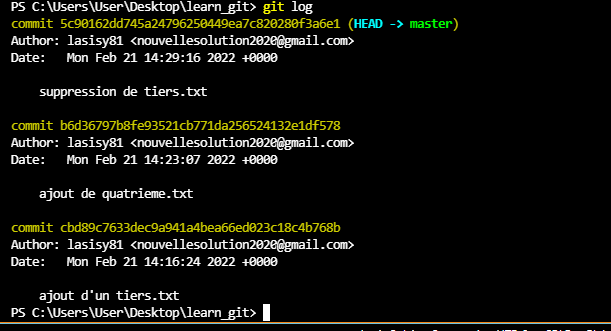 PS C:\Users\User\Desktop\learn_git> git log
commit 5c90162dd745a24796250449ea7c820280f3a6e1 (HEAD -> master)
Author: lasisy81 <nouvellesolution2020@gmail.com>
Date:   Mon Feb 21 14:29:16 2022 +0000
    suppression de tiers.txt
commit b6d36797b8fe93521cb771da256524132e1df578
Author: lasisy81 <nouvellesolution2020@gmail.com>
Date:   Mon Feb 21 14:23:07 2022 +0000
    ajout de quatrieme.txt
commit cbd89c7633dec9a941a4bea66ed023c18c4b768b
Author: lasisy81 <nouvellesolution2020@gmail.com>
Date:   Mon Feb 21 14:16:24 2022 +0000
    ajout d'un tiers.txt
PS C:\Users\User\Desktop\learn_git>